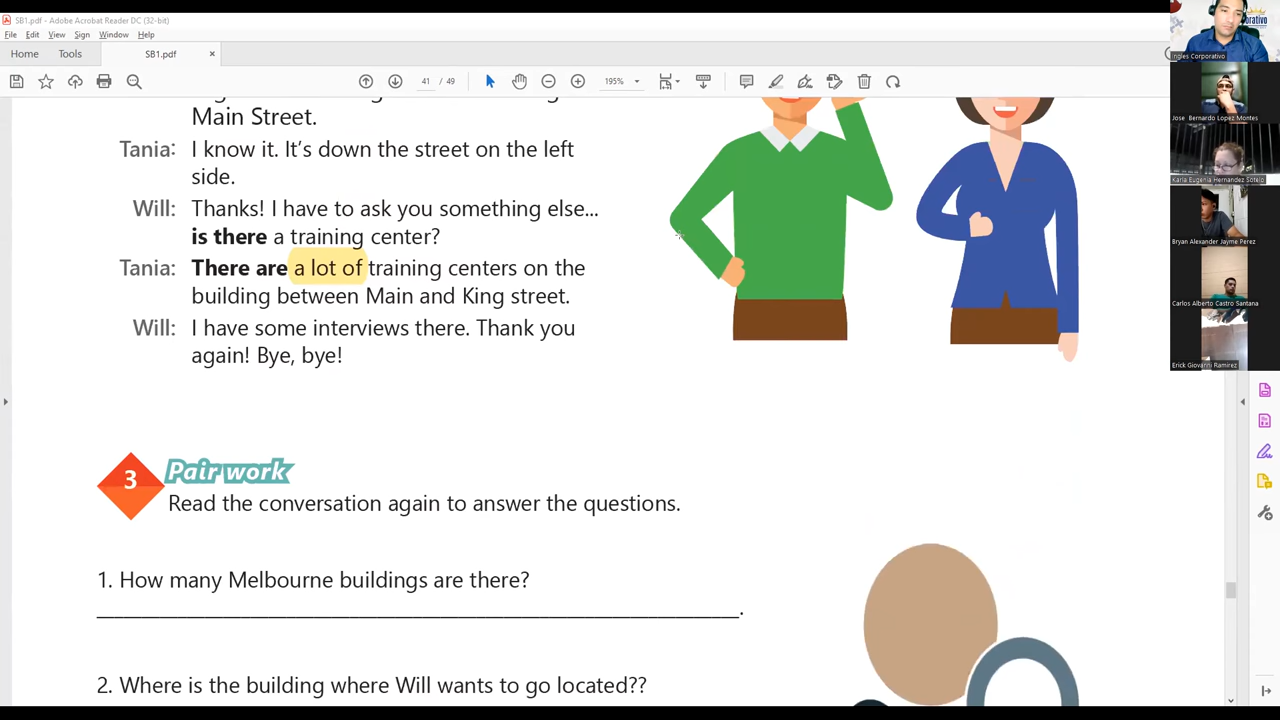 SB1.pdf - Adobe Acrobat Reader DC (32-bit)
File Edit View Sign Window Help
Home Tools SB1.pdf ×
41 / 49 195%
Main Street.
Tania: I know it. It's down the street on the left
side.
Will: Thanks! I have to ask you something else...
is there a training center?
Tania: There are a lot of training centers on the
building between Main and King street.
Will: I have some interviews there. Thank you
again! Bye, bye!
3 Pair work
Read the conversation again to answer the questions.
1. How many Melbourne buildings are there?
2. Where is the building where Will wants to go located??
Ingles Corporativo
Jose Bernardo Lopez Montes
Karla Eugenia Hernandez Sotelo
Bryan Alexander Jayme Perez
Carlos Alberto Castro Santana
Erick Giovanni Ramirez